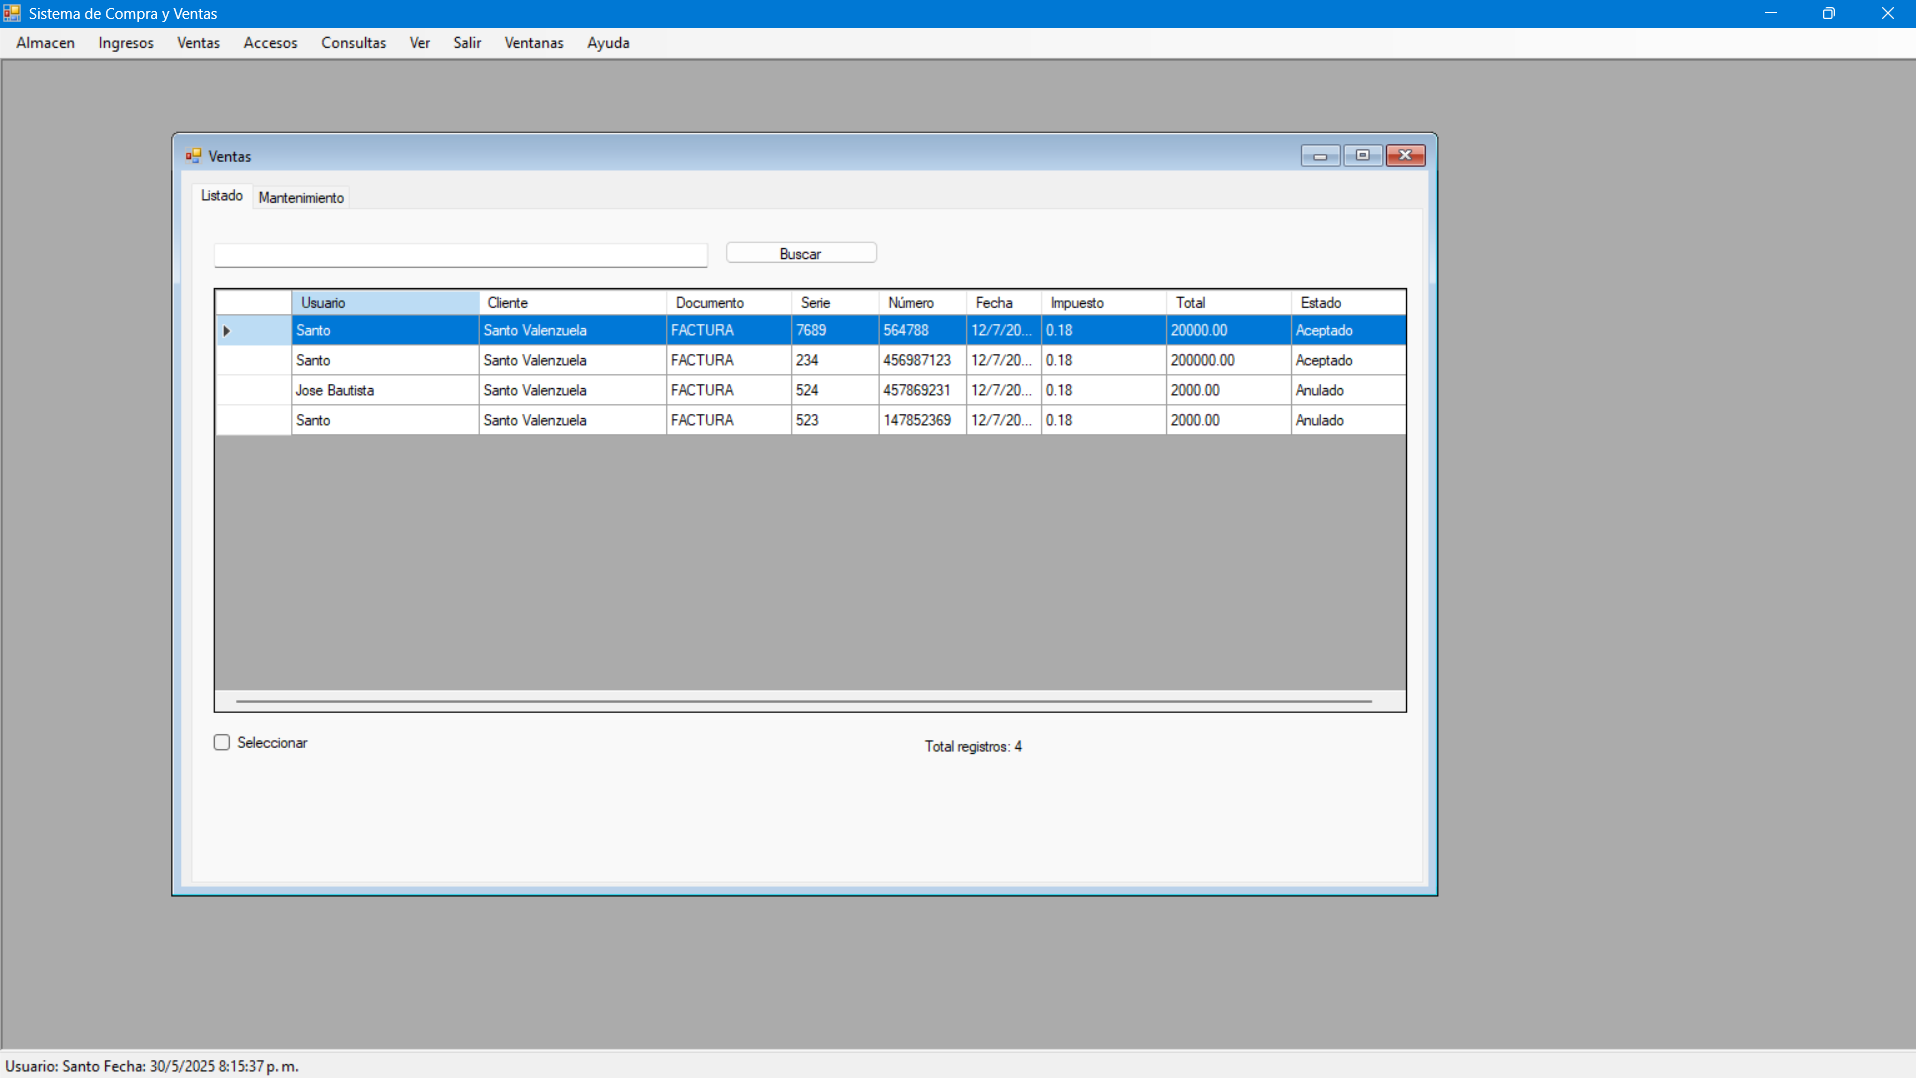 Sistema de Compra y Ventas
Almacen Ingresos Ventas Accesos Consultas Ver Salir Ventanas Ayuda
Ventas
Listado Mantenimiento
Buscar
Usuario Cliente Documento Serie Número Fecha Impuesto Total Estado
Santo Santo Valenzuela FACTURA 7689 564788 12/7/20... 0.18 20000.00 Aceptado
Santo Santo Valenzuela FACTURA 234 456987123 12/7/20... 0.18 200000.00 Aceptado
Jose Bautista Santo Valenzuela FACTURA 524 457869231 12/7/20... 0.18 2000.00 Anulado
Santo Santo Valenzuela FACTURA 523 147852369 12/7/20... 0.18 2000.00 Anulado
Seleccionar Total registros: 4
Usuario: Santo Fecha: 30/5/2025 8:15:37 p. m.